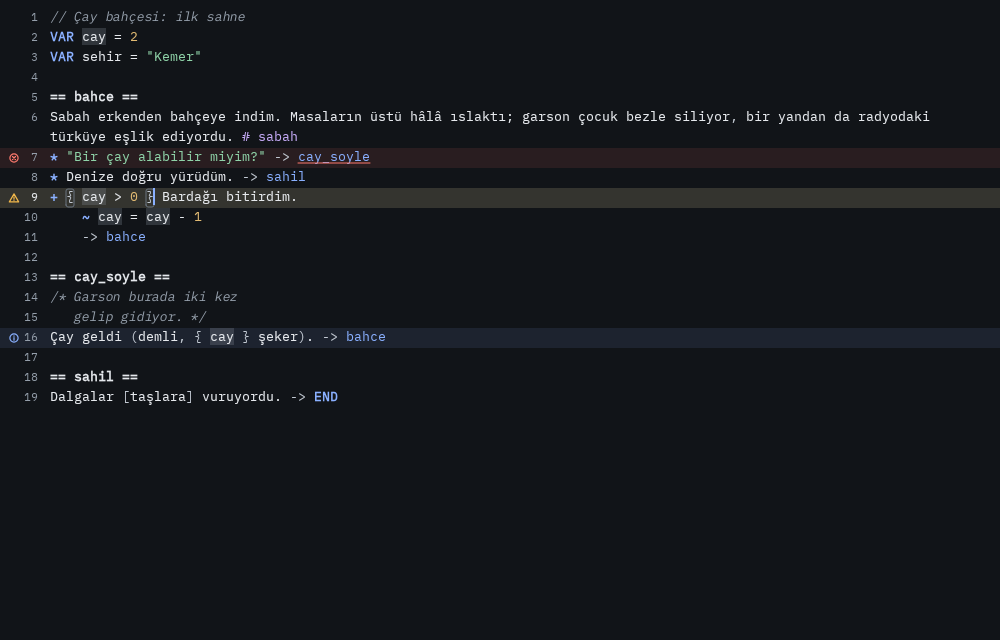 1 // Çay bahçesi: ilk sahne
2 VAR cay = 2
3 VAR sehir = "Kemer"
4
5 == bahce ==
6 Sabah erkenden bahçeye indim. Masaların üstü hâlâ ıslaktı; garson çocuk bezle siliyor, bir yandan da radyodaki
türküye eşlik ediyordu. # sabah
7 * "Bir çay alabilir miyim?" -> cay_soyle
8 * Denize doğru yürüdüm. -> sahil
9 + { cay > 0 } Bardağı bitirdim.
10 ~ cay = cay - 1
11 -> bahce
12
13 == cay_soyle ==
14 /* Garson burada iki kez
15 gelip gidiyor. */
16 Çay geldi (demli, { cay } şeker). -> bahce
17
18 == sahil ==
19 Dalgalar [taşlara] vuruyordu. -> END